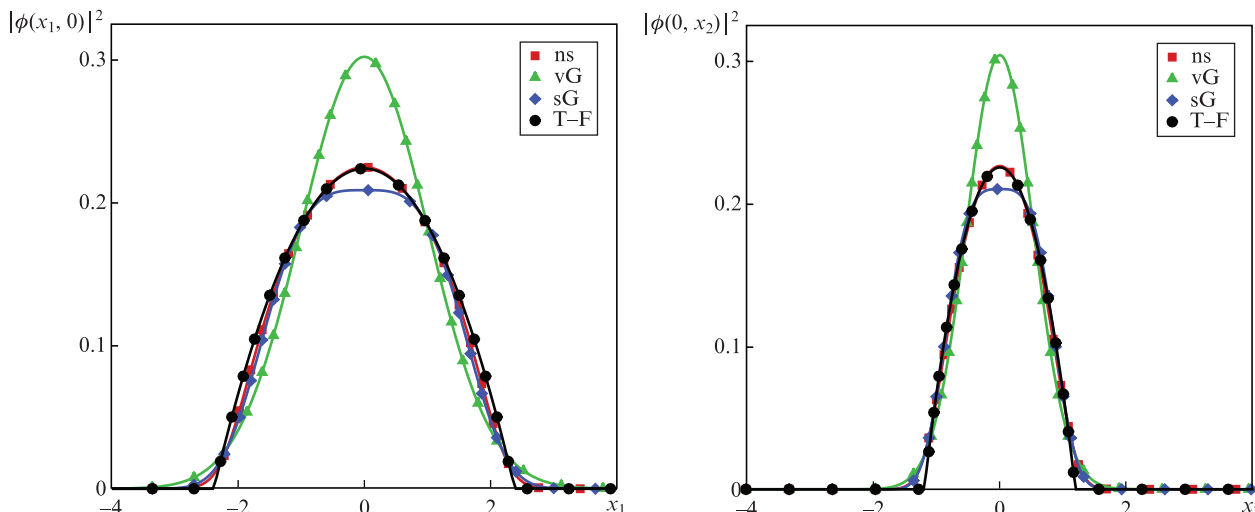 |ϕ(x₁, 0)|²
0.3
0.2
0.1
0
−4
−2
0
2
x₁
ns
vG
sG
T–F
|ϕ(0, x₂)|²
0.3
0.2
0.1
0
−4
−2
0
2
x
ns
vG
sG
T–F